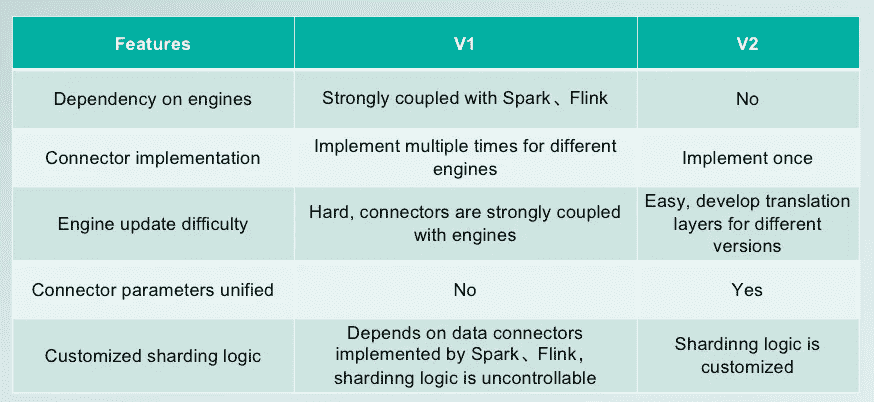 Features
V1
V2
Dependency on engines
Strongly coupled with Spark、Flink
No
Connector implementation
Implement multiple times for different
engines
Implement once
Engine update difficulty
Hard, connectors are strongly coupled
with engines
Easy, develop translation
layers for different
versions
Connector parameters unified
No
Yes
Customized sharding logic
Depends on data connectors
implemented by Spark、Flink，
shardinng logic is uncontrollable
Shardinng logic is
customized